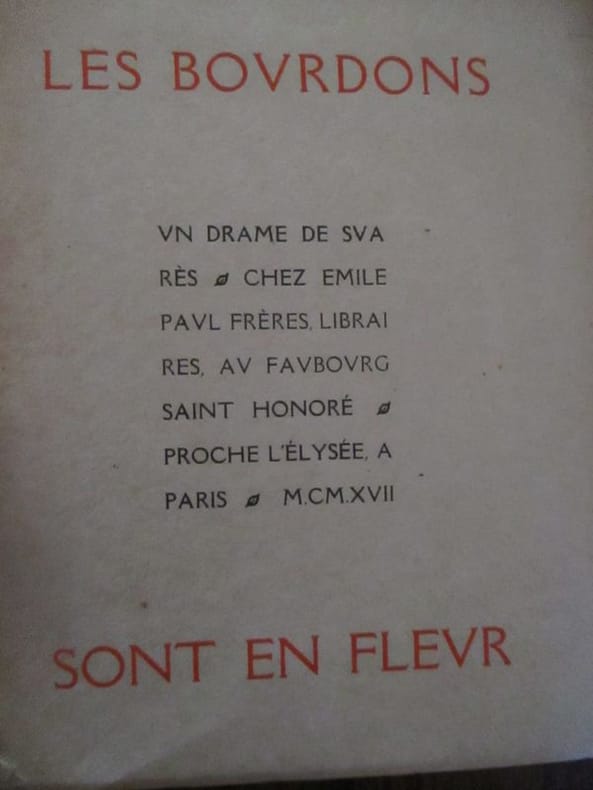 LES BOVRDONS
VN DRAME DE SVA
RÈS ❧ CHEZ EMILE
PAVL FRÈRES, LIBRAI
RES, AV FAVBOVRG
SAINT HONORÉ ❧
PROCHE L'ÉLYSÉE, A
PARIS ❧ M.CM.XVII
SONT EN FLEVR